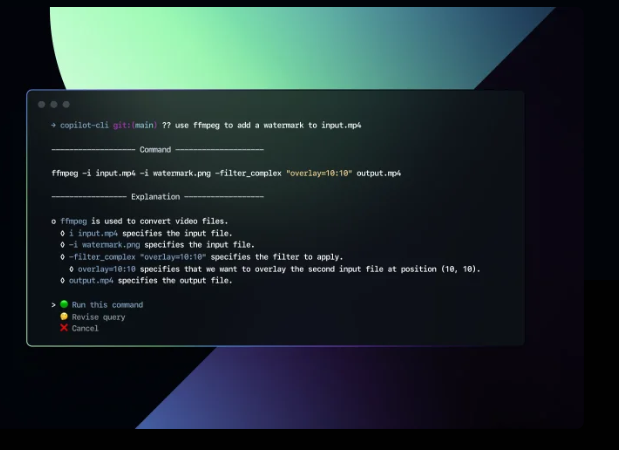 → copilot-cli git:(main) ?? use ffmpeg to add a watermark to input.mp4
——————————————————— Command ————————————————————
ffmpeg -i input.mp4 -i watermark.png -filter_complex "overlay=10:10" output.mp4
————————————————— Explanation ——————————————————
o ffmpeg is used to convert video files.
◊ i input.mp4 specifies the input file.
◊ -i watermark.png specifies the input file.
◊ -filter_complex "overlay=10:10" specifies the filter to apply.
◊ overlay=10:10 specifies that we want to overlay the second input file at position (10, 10).
◊ output.mp4 specifies the output file.
> 🟢 Run this command
🤔 Revise query
❌ Cancel